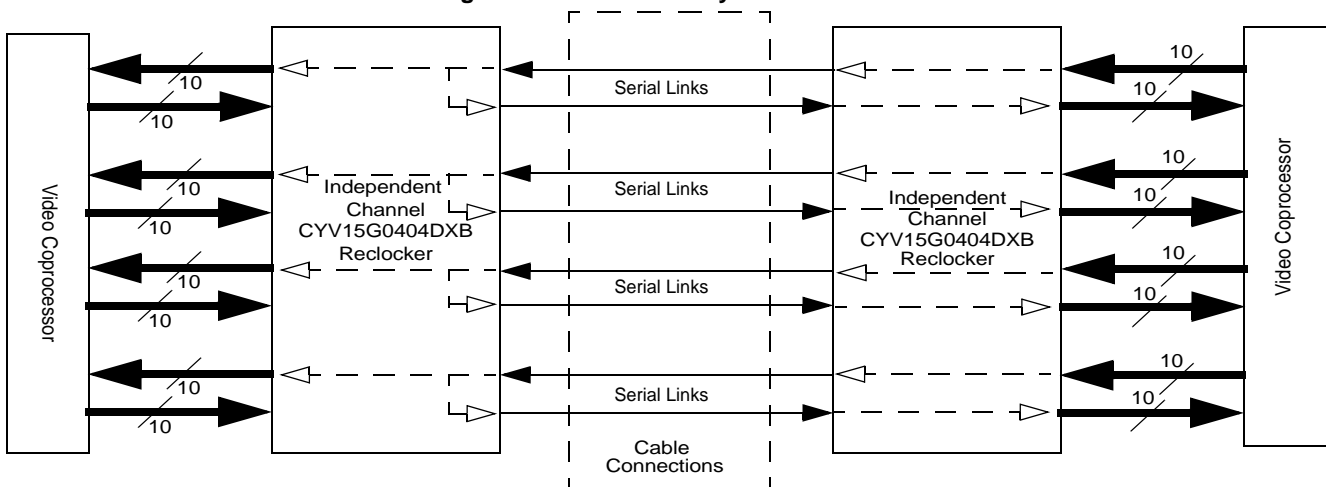 10
10
10
10
Serial Links
10
10
10
10
Serial Links
10
10
10
10
Serial Links
10
10
10
10
Serial Links
Video Coprocessor
Independent
Channel
CYV15G0404DXB
Reclocker
Independent
Channel
CYV15G0404DXB
Reclocker
Video Coprocessor
Cable
Connections